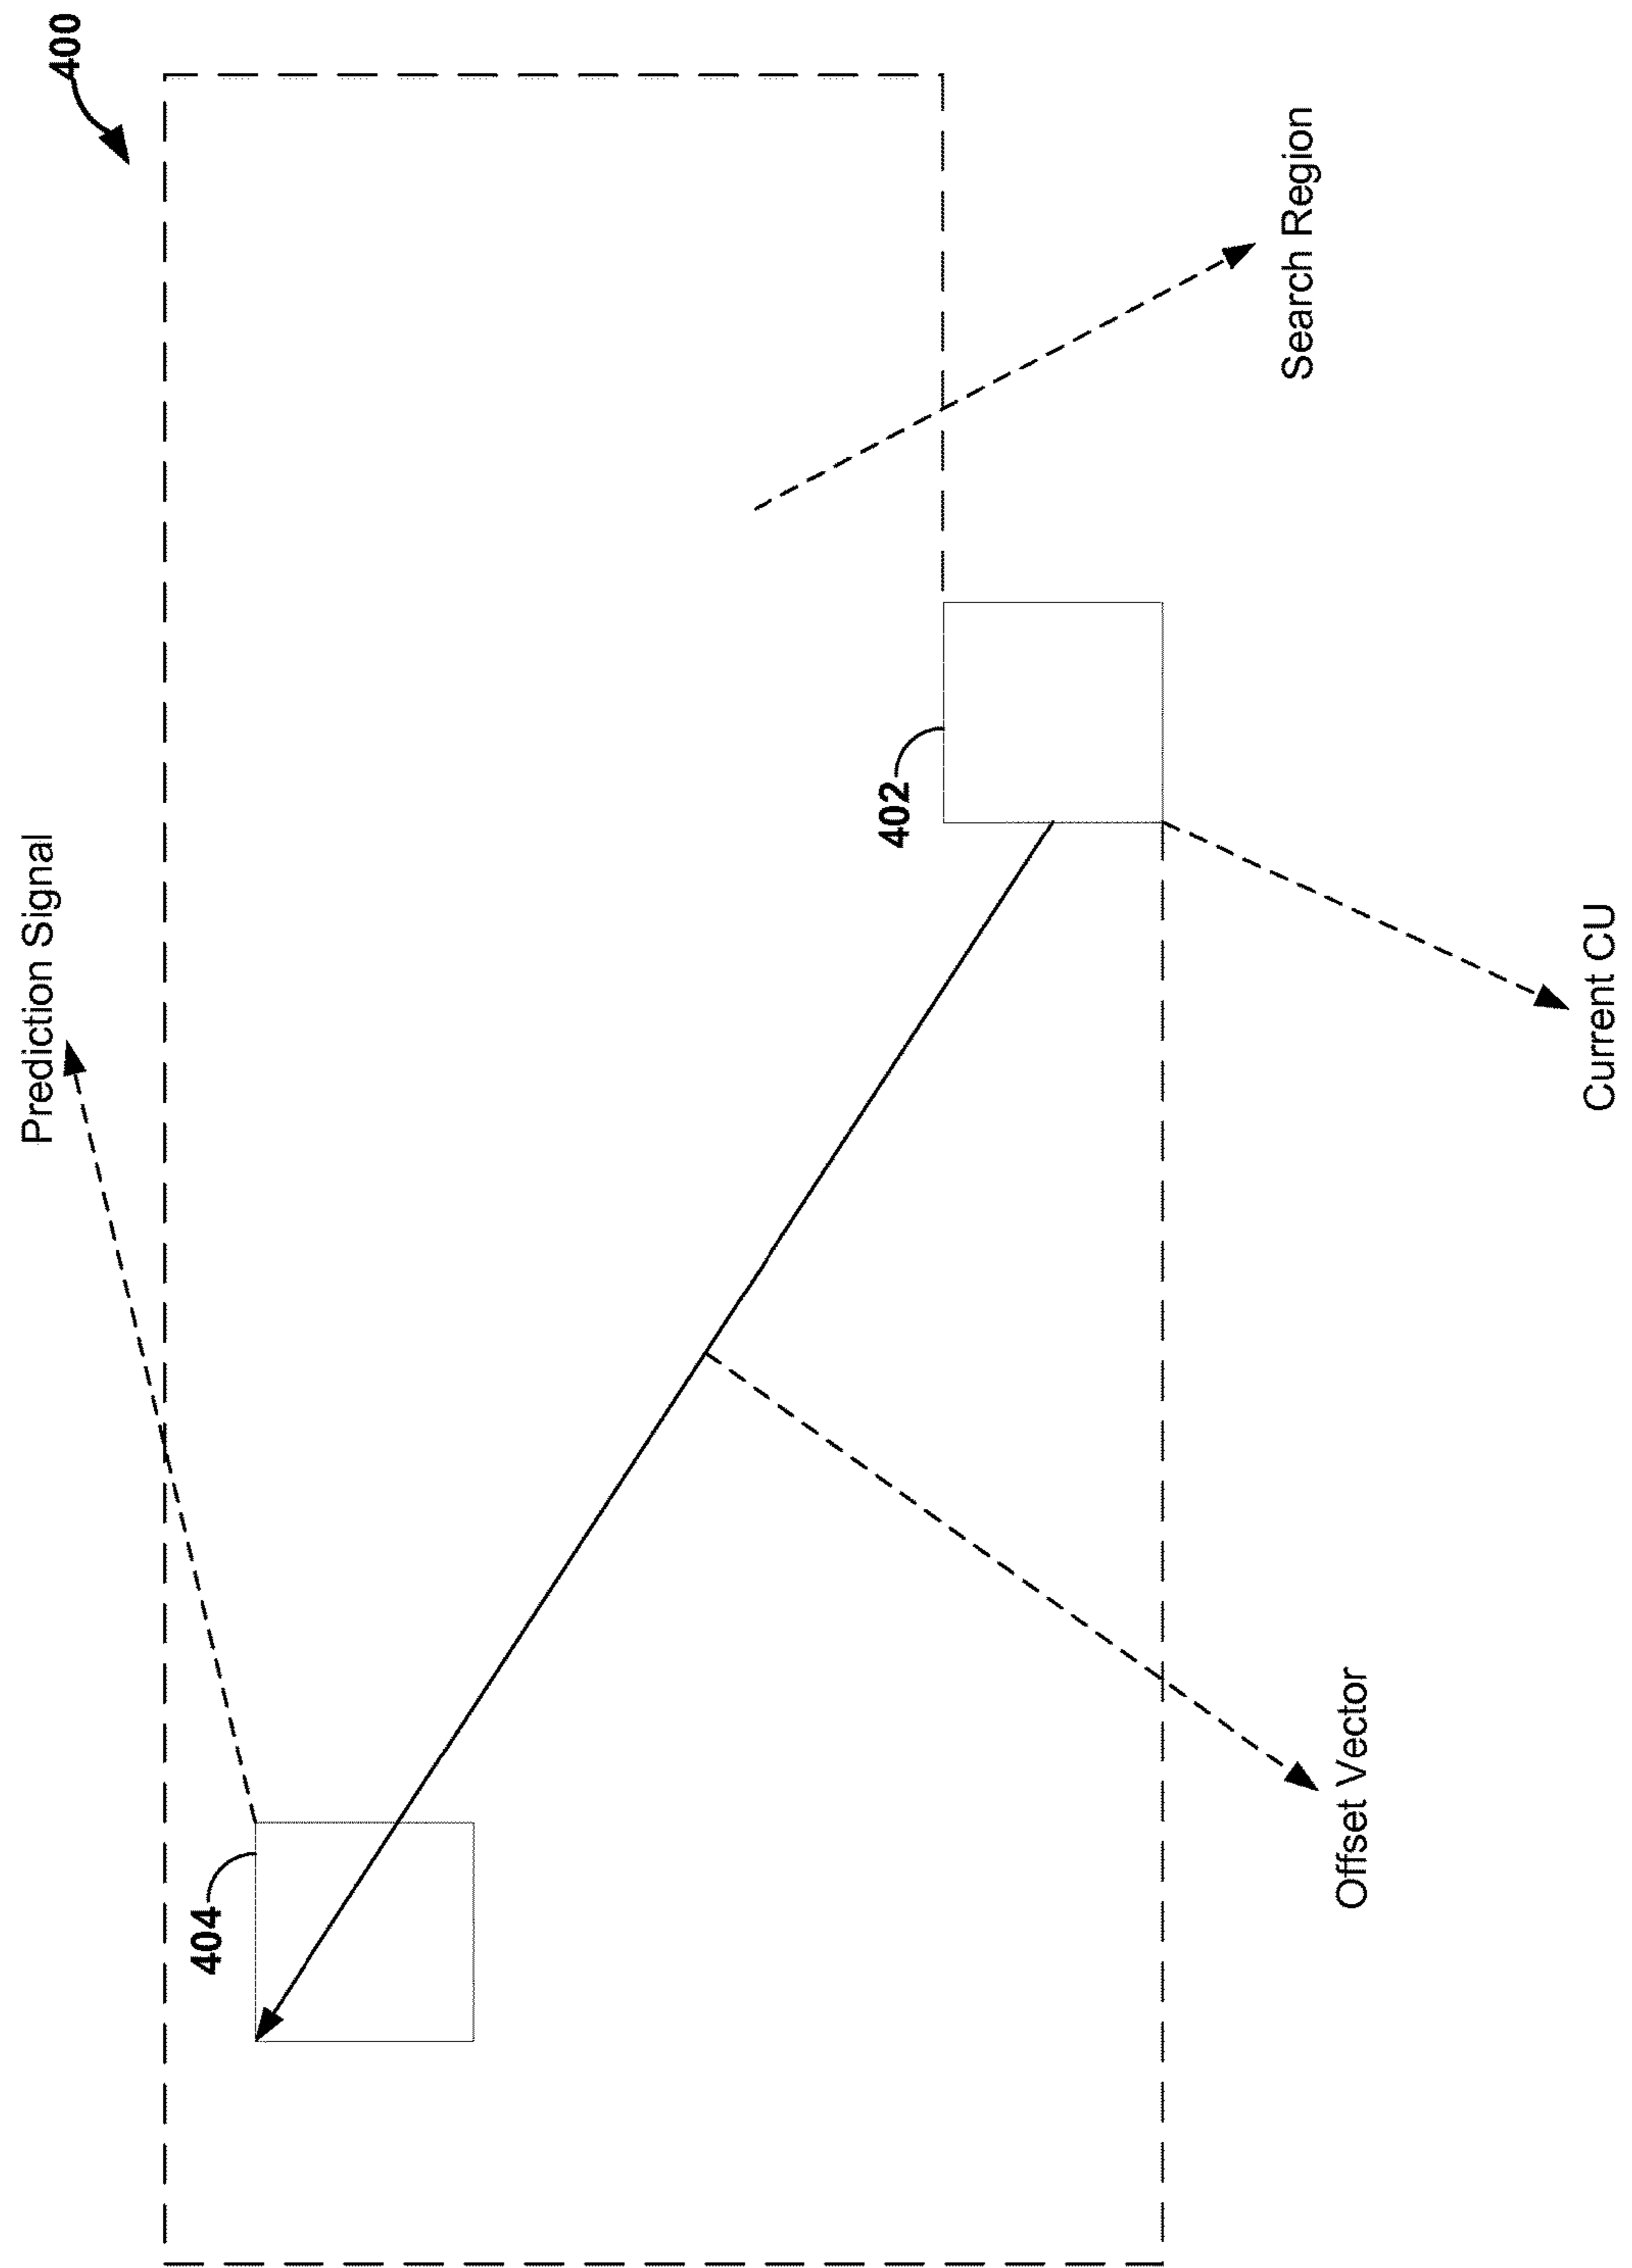 400
Prediction Signal
404
402
Search Region
Offset Vector
Current CU